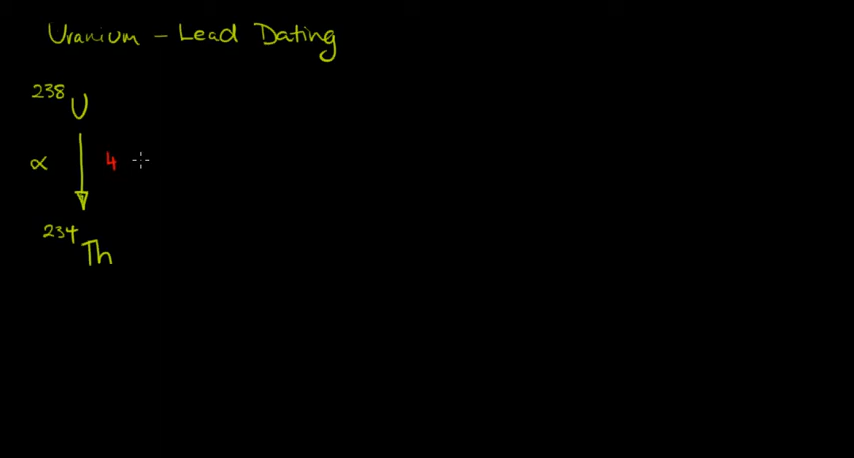 Uranium - Lead Dating
238U
α 4
234Th